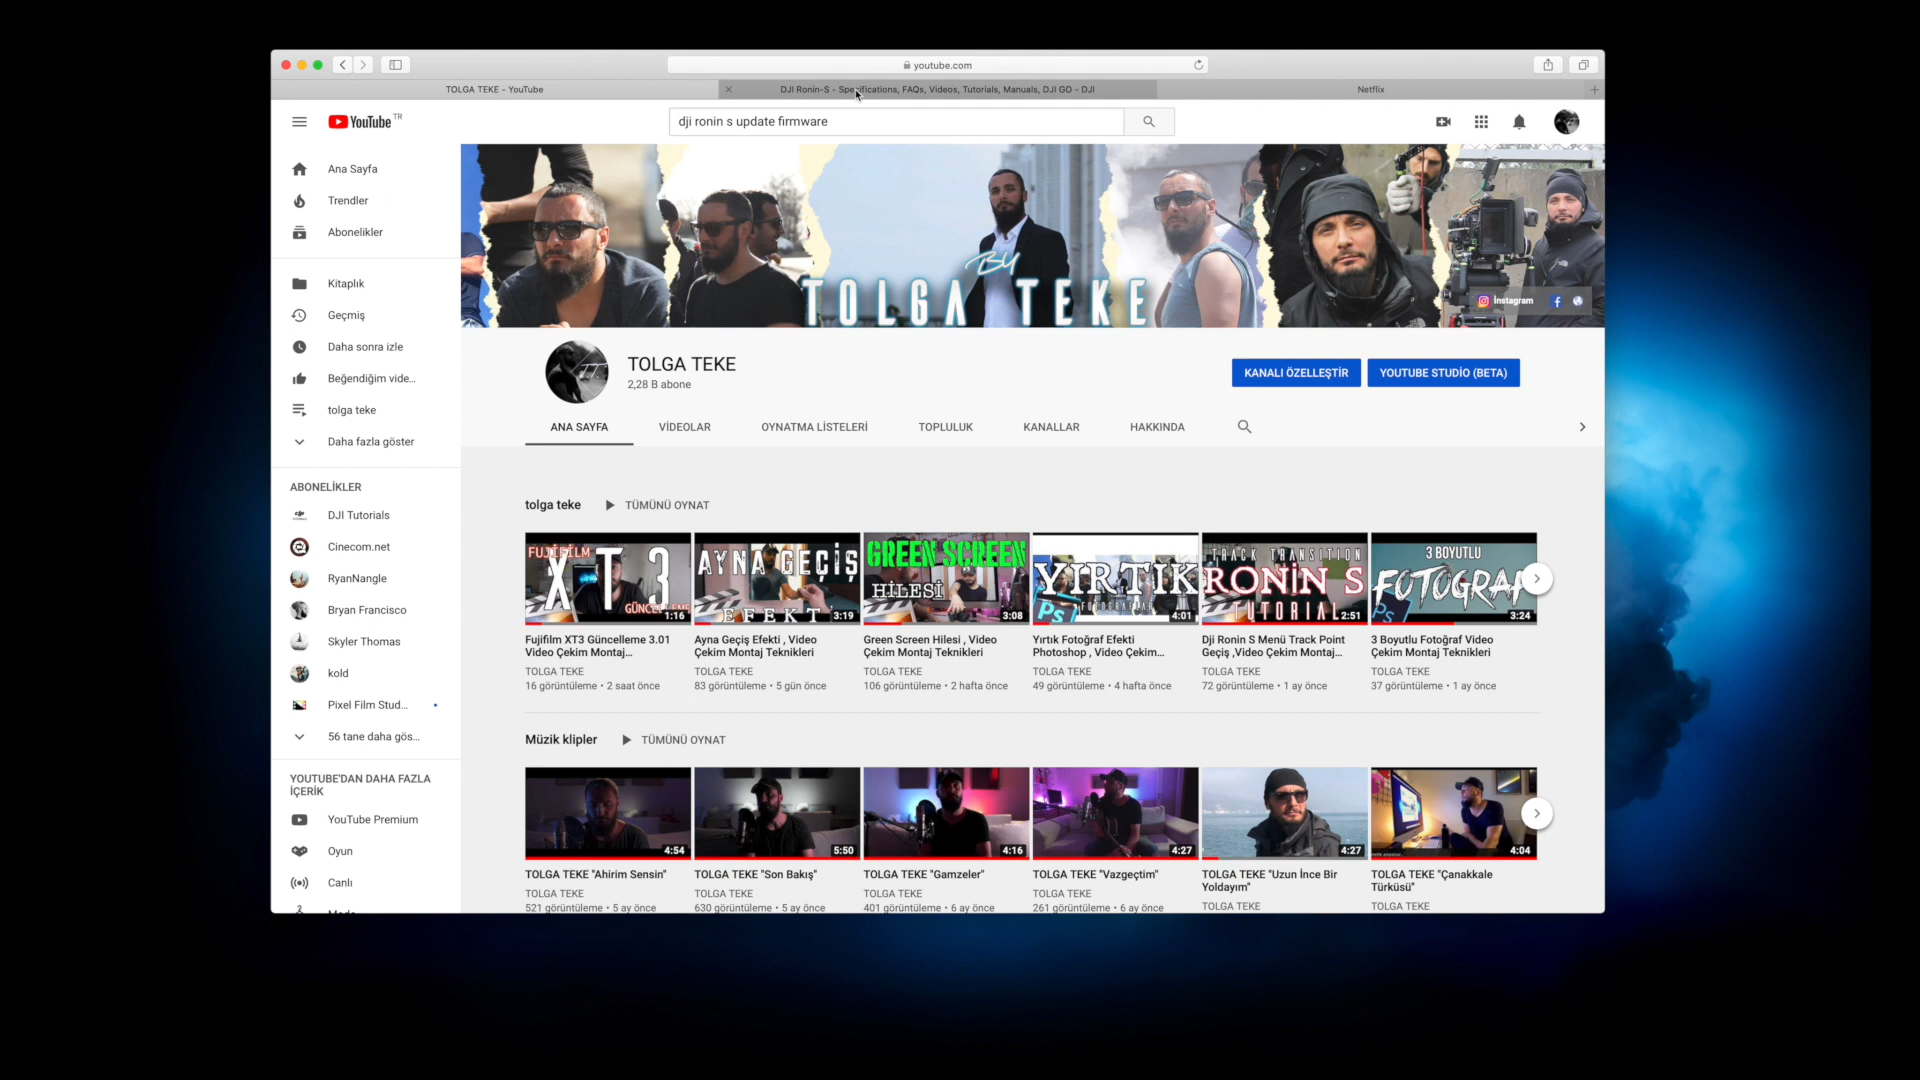 youtube.com
TOLGA TEKE - YouTube
DJI Ronin-S - Specifications, FAQs, Videos, Tutorials, Manuals, DJI GO - DJI
Netflix
YouTube TR
dji ronin s update firmware
Ana Sayfa
Trendler
Abonelikler
Kitaplık
Geçmiş
Daha sonra izle
Beğendiğim vide...
tolga teke
Daha fazla göster
ABONELİKLER
DJI Tutorials
Cinecom.net
RyanNangle
Bryan Francisco
Skyler Thomas
kold
Pixel Film Stud...
56 tane daha gös...
YOUTUBE'DAN DAHA FAZLA
İÇERİK
YouTube Premium
Oyun
Canlı
Moda
BY
TOLGA TEKE
İnstagram
TOLGA TEKE
2,28 B abone
KANALI ÖZELLEŞTİR
YOUTUBE STUDİO (BETA)
ANA SAYFA
VİDEOLAR
OYNATMA LİSTELERİ
TOPLULUK
KANALLAR
HAKKINDA
tolga teke
TÜMÜNÜ OYNAT
FUJİFİLM
XT3
GÜNCELLEME
1:16
AYNA GEÇİŞ
EFEKT
3:19
GREEN SCREEN
HİLESİ
3:08
YIRTIK
FOTOĞRAFLAR
Ps
4:01
TRACK TRANSITION
RONİN S
TUTORIAL
2:51
3 BOYUTLU
FOTOĞRAF
Ps
3:24
Fujifilm XT3 Güncelleme 3.01
Video Çekim Montaj...
TOLGA TEKE
16 görüntüleme • 2 saat önce
Ayna Geçiş Efekti , Video
Çekim Montaj Teknikleri
TOLGA TEKE
83 görüntüleme • 5 gün önce
Green Screen Hilesi , Video
Çekim Montaj Teknikleri
TOLGA TEKE
106 görüntüleme • 2 hafta önce
Yırtık Fotoğraf Efekti
Photoshop , Video Çekim...
TOLGA TEKE
49 görüntüleme • 4 hafta önce
Dji Ronin S Menü Track Point
Geçiş ,Video Çekim Montaj...
TOLGA TEKE
72 görüntüleme • 1 ay önce
3 Boyutlu Fotoğraf Video
Çekim Montaj Teknikleri
TOLGA TEKE
37 görüntüleme • 1 ay önce
Müzik klipler
TÜMÜNÜ OYNAT
4:54
5:50
4:16
4:27
4:27
4:04
TOLGA TEKE "Ahirim Sensin"
TOLGA TEKE
521 görüntüleme • 5 ay önce
TOLGA TEKE "Son Bakış"
TOLGA TEKE
630 görüntüleme • 5 ay önce
TOLGA TEKE "Gamzeler"
TOLGA TEKE
401 görüntüleme • 6 ay önce
TOLGA TEKE "Vazgeçtim"
TOLGA TEKE
261 görüntüleme • 6 ay önce
TOLGA TEKE "Uzun İnce Bir
Yoldayım"
TOLGA TEKE
TOLGA TEKE "Çanakkale
Türküsü"
TOLGA TEKE